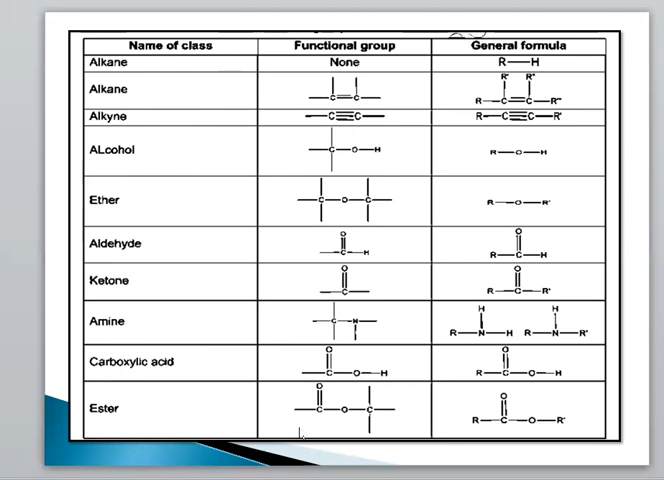 Name of class Functional group General formula
Alkane None R—H
Alkane C=C R—C=C—R'' R' R'
Alkyne —C≡C— R—C≡C—R'
ALcohol C—O—H R—O—H
Ether C—O—C R—O—R'
Aldehyde O C—H O R—C—H
Ketone O C O R—C—R'
Amine C—N H R—N—H H R—N—R'
Carboxylic acid O C—O—H O R—C—O—H
Ester O C—O—C O R—C—O—R'